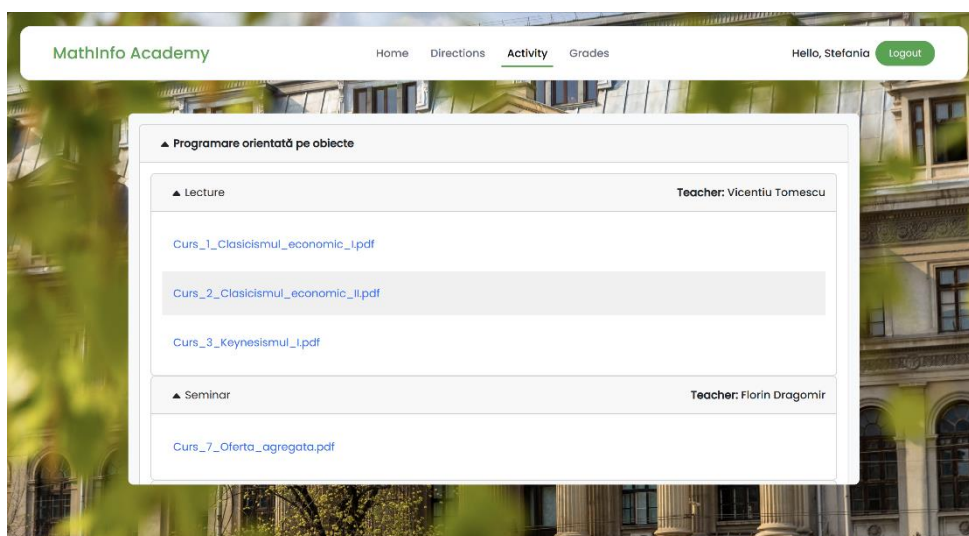 MathInfo Academy Home Directions Activity Grades Hello, Stefania Logout
▲ Programare orientată pe obiecte
▲ Lecture Teacher: Vicentiu Tomescu
Curs_1_Clasicismul_economic_I.pdf
Curs_2_Clasicismul_economic_II.pdf
Curs_3_Keynesismul_I.pdf
▲ Seminar Teacher: Florin Dragomir
Curs_7_Oferta_agregata.pdf